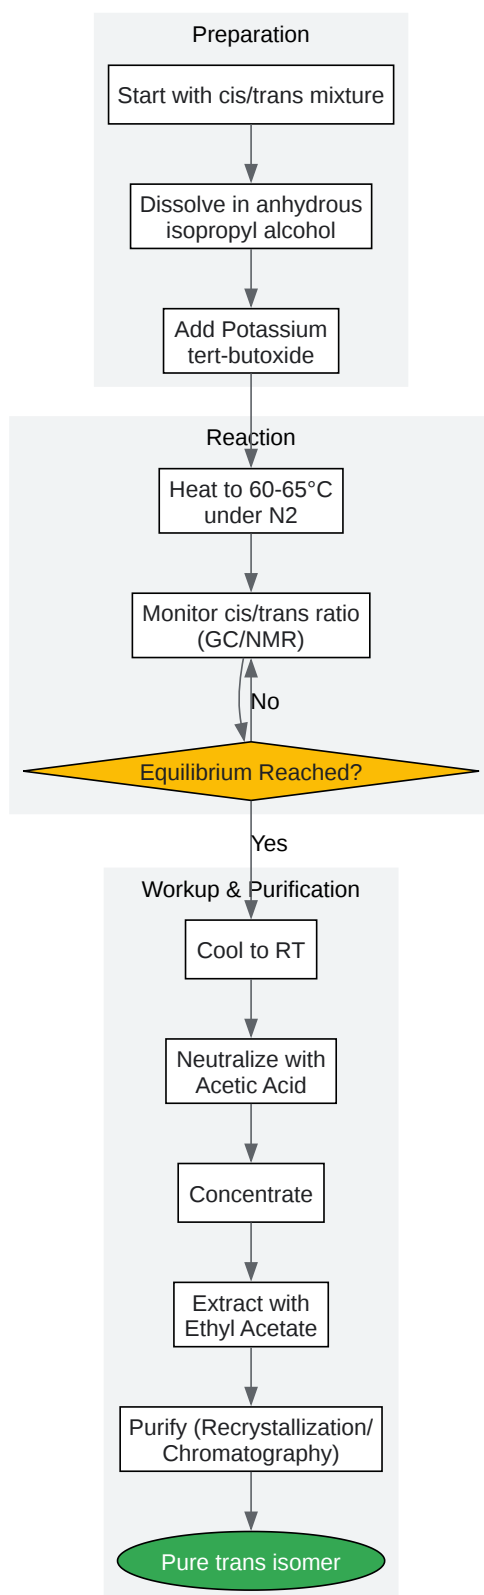 Preparation
Start with cis/trans mixture
Dissolve in anhydrous
isopropyl alcohol
Add Potassium
tert-butoxide
Reaction
Heat to 60-65°C
under N2
Monitor cis/trans ratio
(GC/NMR)
No
Equilibrium Reached?
Yes
Workup & Purification
Cool to RT
Neutralize with
Acetic Acid
Concentrate
Extract with
Ethyl Acetate
Purify (Recrystallization/
Chromatography)
Pure trans isomer